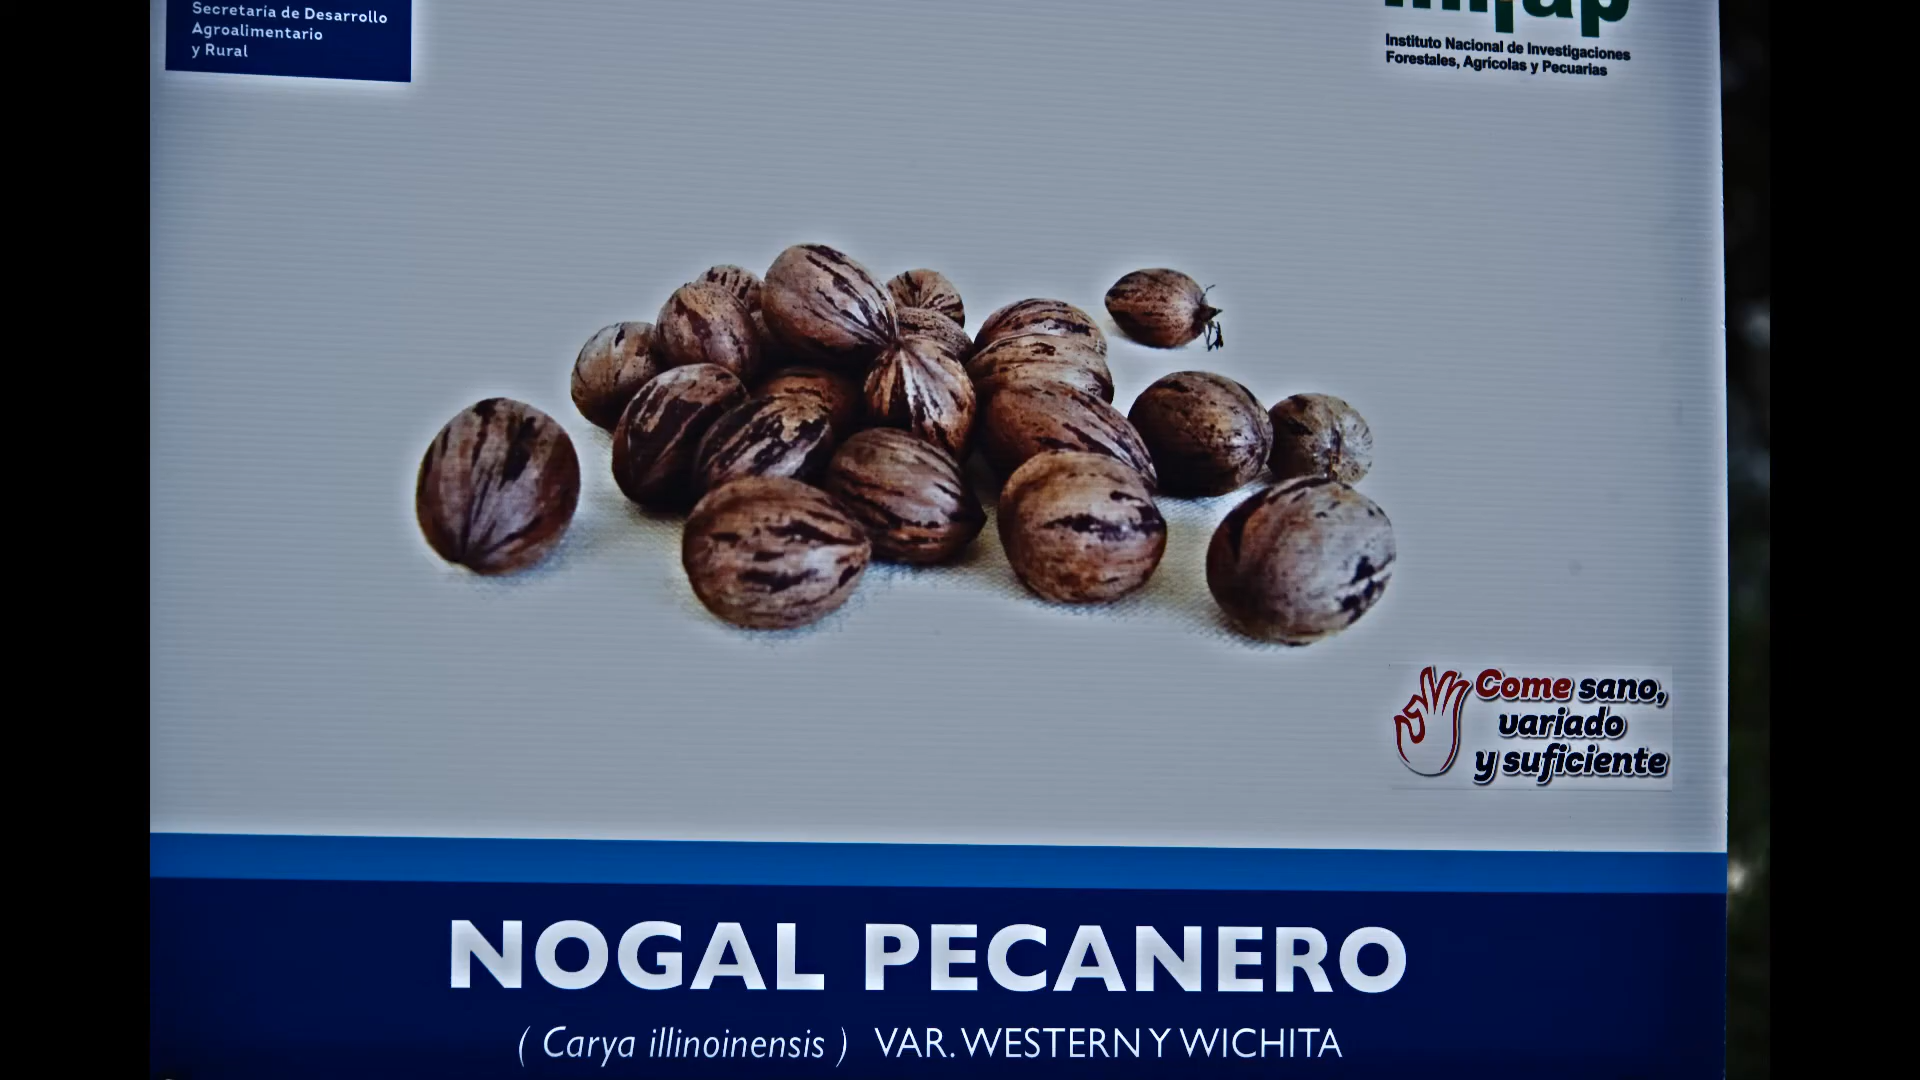 Secretaría de Desarrollo
Agroalimentario
y Rural
Instituto Nacional de Investigaciones
Forestales, Agrícolas y Pecuarias
Come sano,
variado
y suficiente
NOGAL PECANERO
( Carya illinoinensis ) VAR. WESTERN Y WICHITA